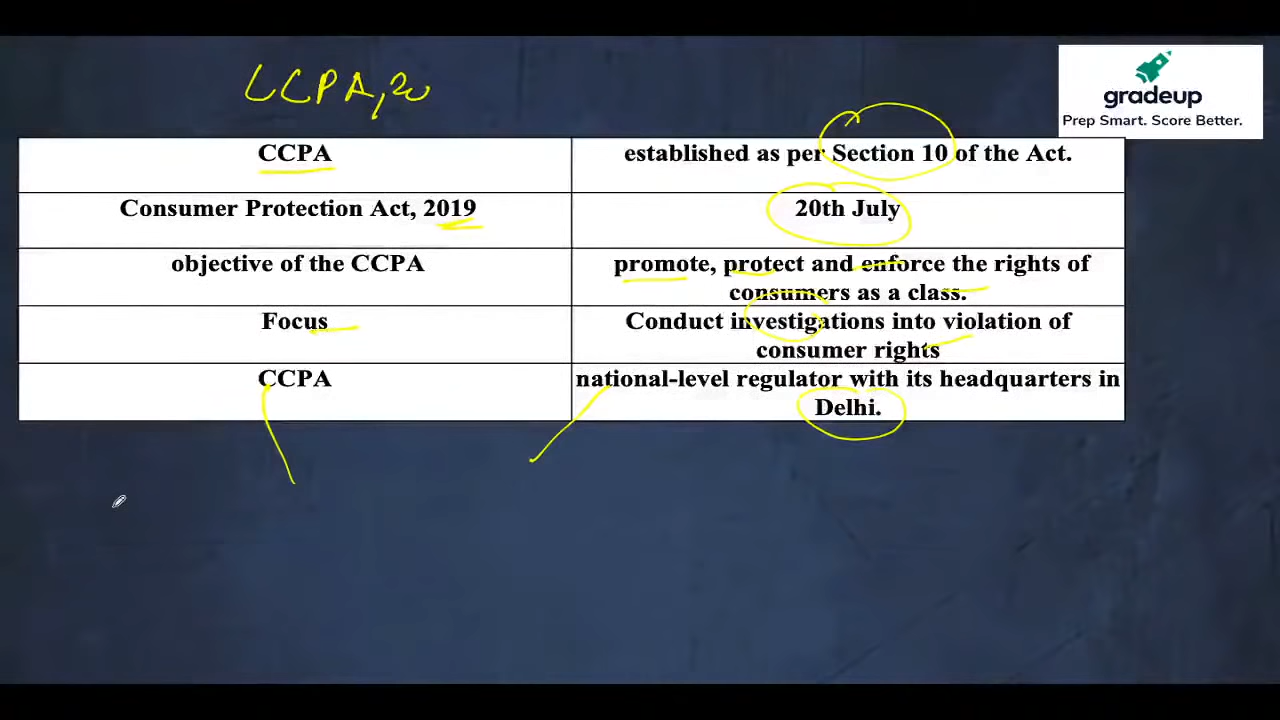 CCPA, 20
gradeup
Prep Smart. Score Better.
CCPA
established as per Section 10 of the Act.
Consumer Protection Act, 2019
20th July
objective of the CCPA
promote, protect and enforce the rights of
consumers as a class.
Focus
Conduct investigations into violation of
consumer rights
CCPA
national-level regulator with its headquarters in
Delhi.